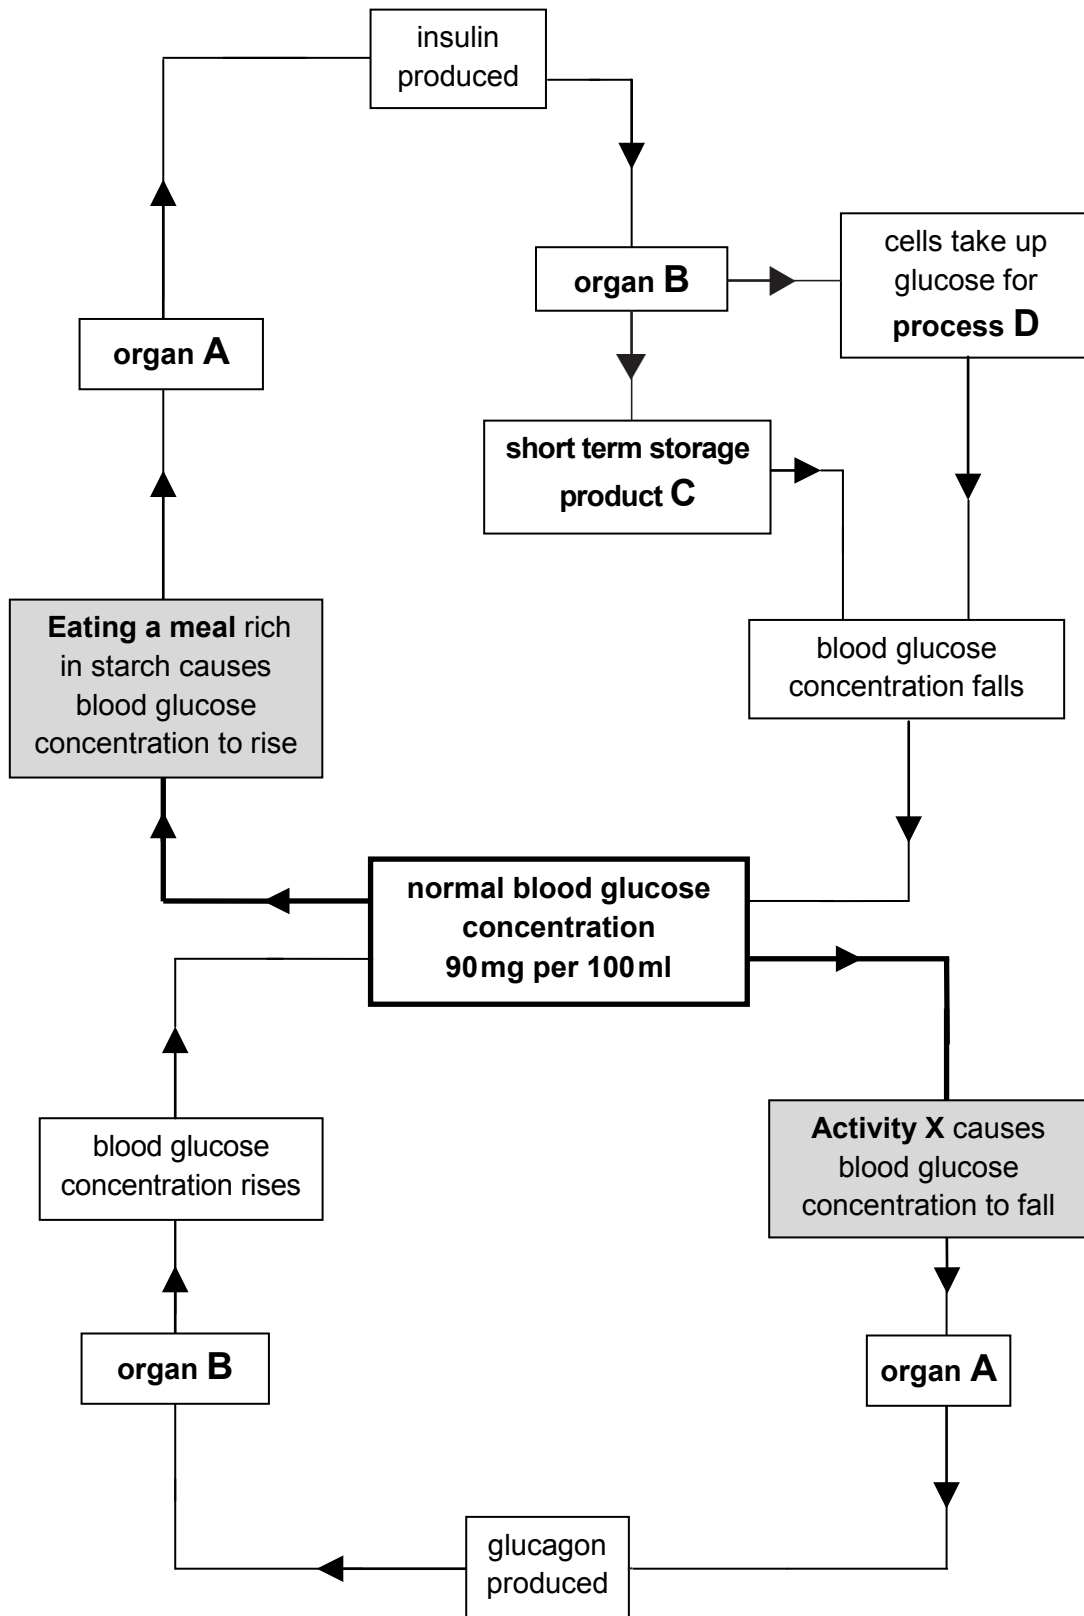 insulin
produced
organ B
cells take up
glucose for
process D
organ A
short term storage
product C
Eating a meal rich
in starch causes
blood glucose
concentration to rise
blood glucose
concentration falls
normal blood glucose
concentration
90 mg per 100 ml
blood glucose
concentration rises
Activity X causes
blood glucose
concentration to fall
organ B
organ A
glucagon
produced